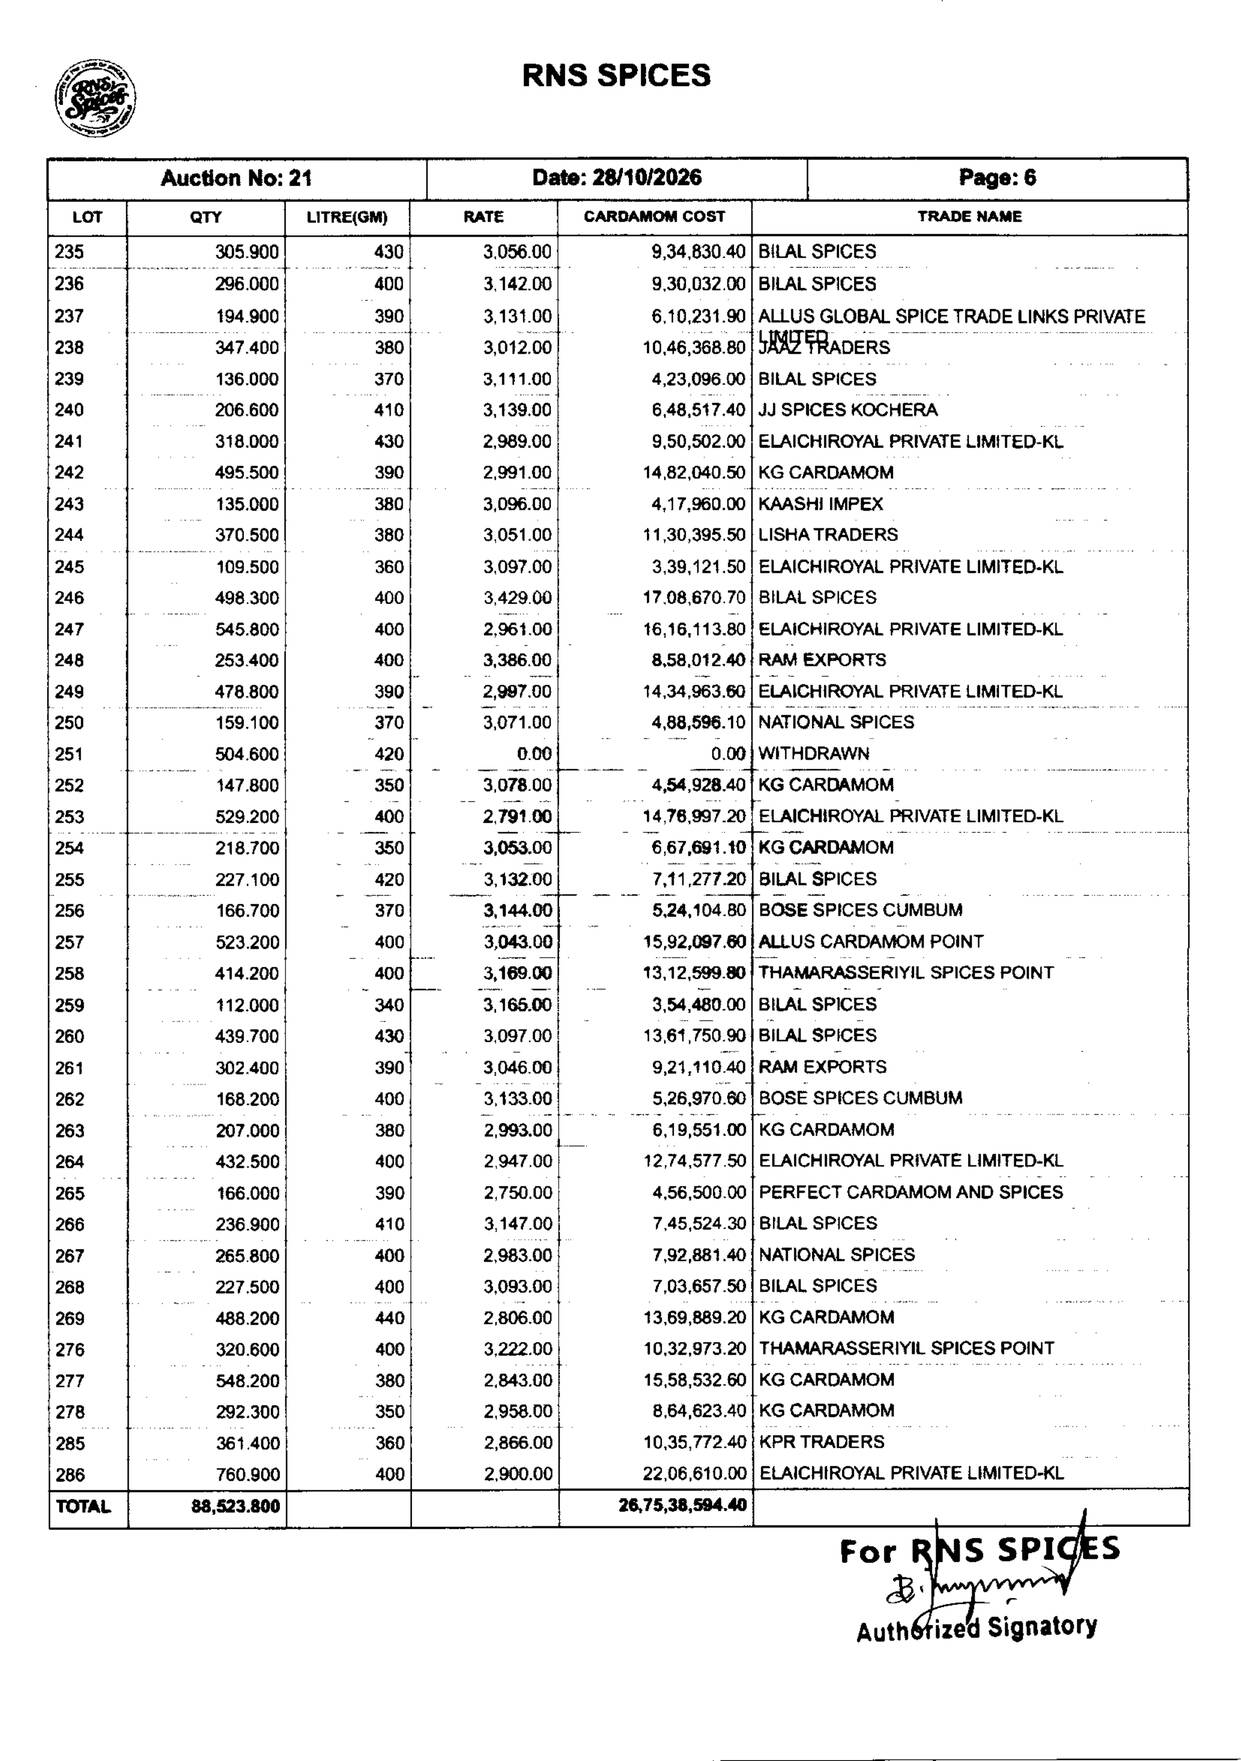 RNS SPICES
RNS
Spices
Auction No: 21 Date: 28/10/2026 Page: 6
LOT QTY LITRE(GM) RATE CARDAMOM COST TRADE NAME
235 305.900 430 3,056.00 9,34,830.40 BILAL SPICES
236 296.000 400 3,142.00 9,30,032.00 BILAL SPICES
237 194.900 390 3,131.00 6,10,231.90 ALLUS GLOBAL SPICE TRADE LINKS PRIVATE
LIMITED
238 347.400 380 3,012.00 10,46,368.80 JAAZ TRADERS
239 136.000 370 3,111.00 4,23,096.00 BILAL SPICES
240 206.600 410 3,139.00 6,48,517.40 JJ SPICES KOCHERA
241 318.000 430 2,989.00 9,50,502.00 ELAICHIROYAL PRIVATE LIMITED-KL
242 495.500 390 2,991.00 14,82,040.50 KG CARDAMOM
243 135.000 380 3,096.00 4,17,960.00 KAASHI IMPEX
244 370.500 380 3,051.00 11,30,395.50 LISHA TRADERS
245 109.500 360 3,097.00 3,39,121.50 ELAICHIROYAL PRIVATE LIMITED-KL
246 498.300 400 3,429.00 17,08,670.70 BILAL SPICES
247 545.800 400 2,961.00 16,16,113.80 ELAICHIROYAL PRIVATE LIMITED-KL
248 253.400 400 3,386.00 8,58,012.40 RAM EXPORTS
249 478.800 390 2,997.00 14,34,963.60 ELAICHIROYAL PRIVATE LIMITED-KL
250 159.100 370 3,071.00 4,88,596.10 NATIONAL SPICES
251 504.600 420 0.00 0.00 WITHDRAWN
252 147.800 350 3,078.00 4,54,928.40 KG CARDAMOM
253 529.200 400 2,791.00 14,76,997.20 ELAICHIROYAL PRIVATE LIMITED-KL
254 218.700 350 3,053.00 6,67,691.10 KG CARDAMOM
255 227.100 420 3,132.00 7,11,277.20 BILAL SPICES
256 166.700 370 3,144.00 5,24,104.80 BOSE SPICES CUMBUM
257 523.200 400 3,043.00 15,92,097.60 ALLUS CARDAMOM POINT
258 414.200 400 3,169.00 13,12,599.80 THAMARASSERIYIL SPICES POINT
259 112.000 340 3,165.00 3,54,480.00 BILAL SPICES
260 439.700 430 3,097.00 13,61,750.90 BILAL SPICES
261 302.400 390 3,046.00 9,21,110.40 RAM EXPORTS
262 168.200 400 3,133.00 5,26,970.60 BOSE SPICES CUMBUM
263 207.000 380 2,993.00 6,19,551.00 KG CARDAMOM
264 432.500 400 2,947.00 12,74,577.50 ELAICHIROYAL PRIVATE LIMITED-KL
265 166.000 390 2,750.00 4,56,500.00 PERFECT CARDAMOM AND SPICES
266 236.900 410 3,147.00 7,45,524.30 BILAL SPICES
267 265.800 400 2,983.00 7,92,881.40 NATIONAL SPICES
268 227.500 400 3,093.00 7,03,657.50 BILAL SPICES
269 488.200 440 2,806.00 13,69,889.20 KG CARDAMOM
276 320.600 400 3,222.00 10,32,973.20 THAMARASSERIYIL SPICES POINT
277 548.200 380 2,843.00 15,58,532.60 KG CARDAMOM
278 292.300 350 2,958.00 8,64,623.40 KG CARDAMOM
285 361.400 360 2,866.00 10,35,772.40 KPR TRADERS
286 760.900 400 2,900.00 22,06,610.00 ELAICHIROYAL PRIVATE LIMITED-KL
TOTAL 88,523.800 26,75,38,594.40
For RNS SPICES
Authorized Signatory